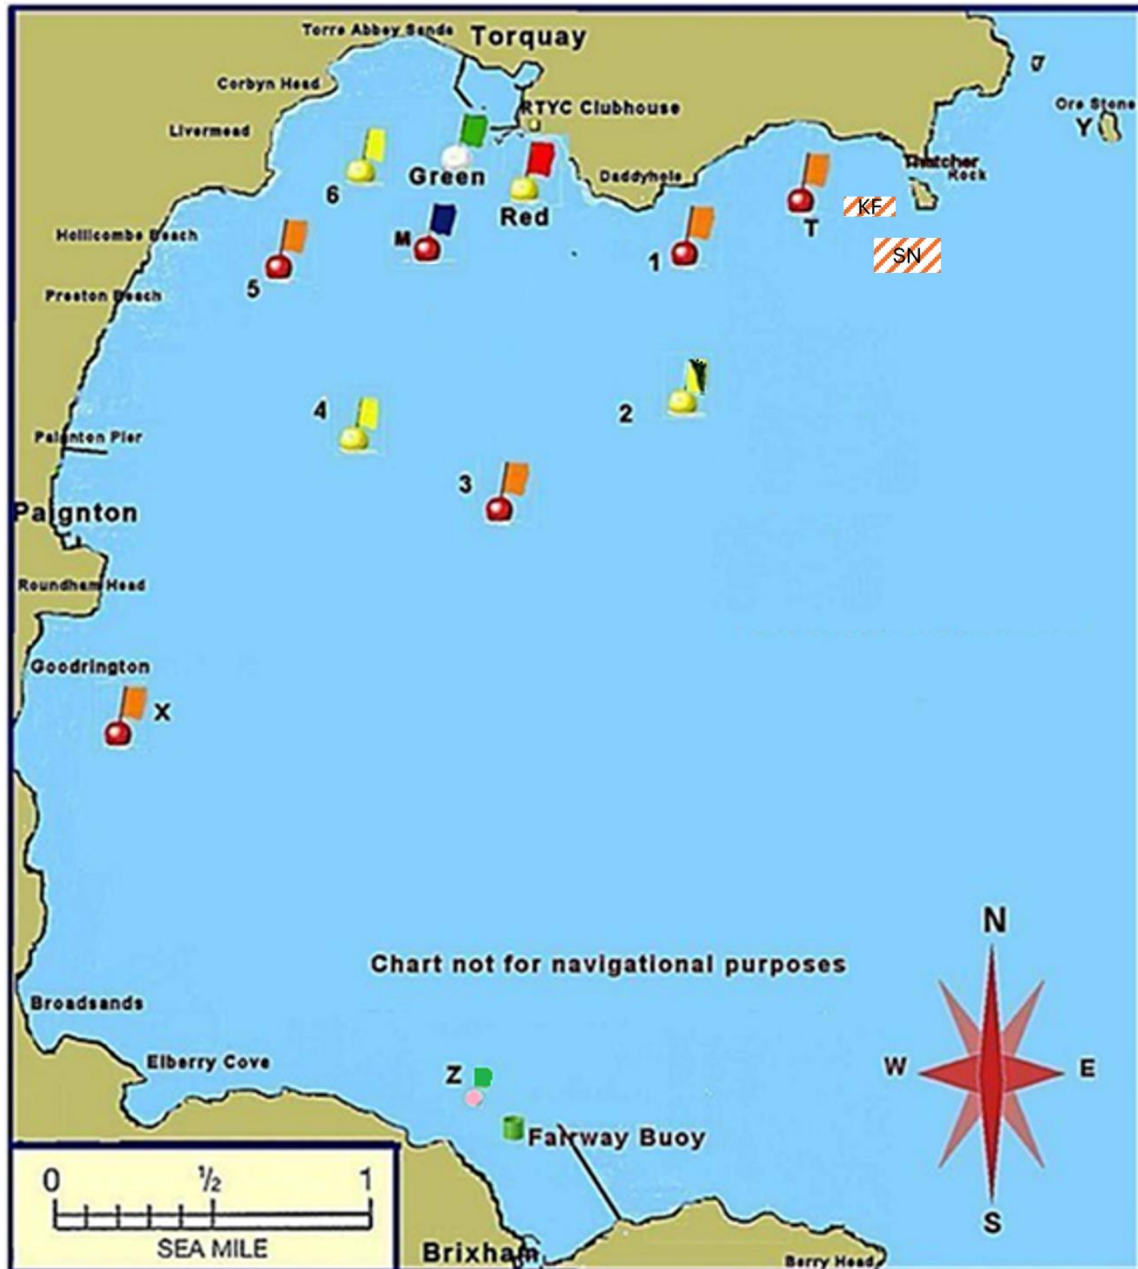 Torre Abbey Sands
Torquay
Corbyn Head
RTYC Clubhouse
Ore Stone
Y
Livermead
Green
6
Daddyhole
Thatcher
Rock
Red
KF
T
M
Hollicombe Beach
SN
1
5
Preston Beach
4
2
Paignton Pier
3
Paignton
Roundham Head
Goodrington
X
N
Chart not for navigational purposes
Broadsands
Elberry Cove
W
E
Z
Fairway Buoy
0
½
1
S
SEA MILE
Brixham
Berry Head